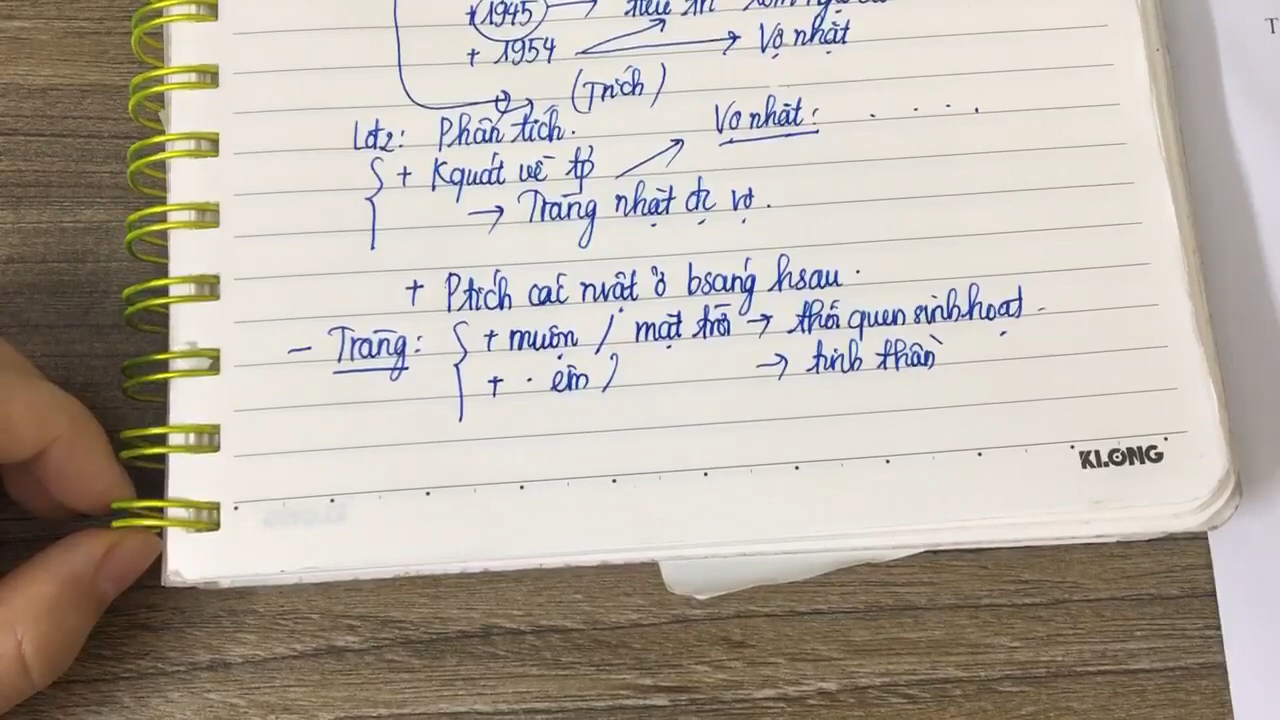 + 1945 →
+ 1954 → Vợ nhặt
(Trích)
Lđ2: Phân tích.
+ Kquát về tp Vợ nhặt: . . . .
→ Tràng nhặt đc vợ.
+ Ptích các nvật ở bsáng hsau.
- Tràng: + muộn / mặt trời → thói quen sinh hoạt.
+ . êm → tinh thần
KLONG
T